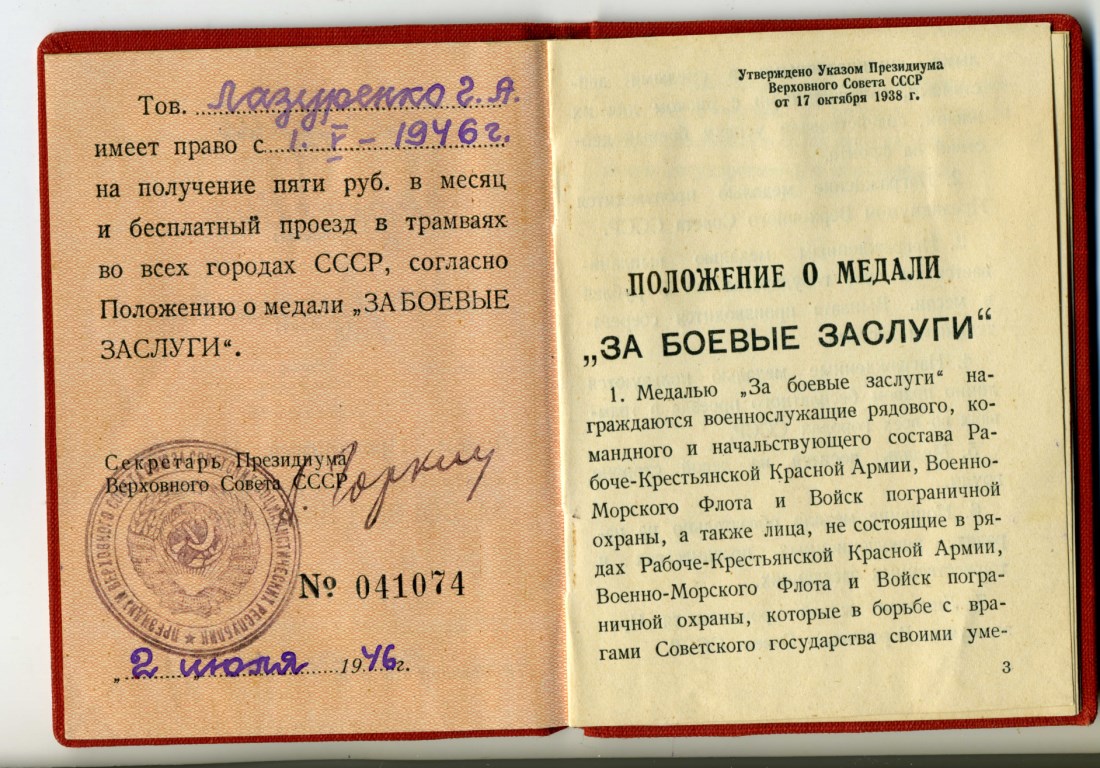 Тов. Лазуренко Г. А.
имеет право с 1. V – 1946 г.
на получение пяти руб. в месяц
и бесплатный проезд в трамваях
во всех городах СССР, согласно
Положению о медали „ЗА БОЕВЫЕ
ЗАСЛУГИ“.
Секретарь Президиума
Верховного Совета СССР
Горкин
№ 041074
„ 2 июля 1946 г.
Утверждено Указом Президиума
Верховного Совета СССР
от 17 октября 1938 г.
ПОЛОЖЕНИЕ О МЕДАЛИ
„ЗА БОЕВЫЕ ЗАСЛУГИ“
1. Медалью „За боевые заслуги“ на-
граждаются военнослужащие рядового, ко-
мандного и начальствующего состава Ра-
боче-Крестьянской Красной Армии, Военно-
Морского Флота и Войск пограничной
охраны, а также лица, не состоящие в ря-
дах Рабоче-Крестьянской Красной Армии,
Военно-Морского Флота и Войск погра-
ничной охраны, которые в борьбе с вра-
гами Советского государства своими уме-
3